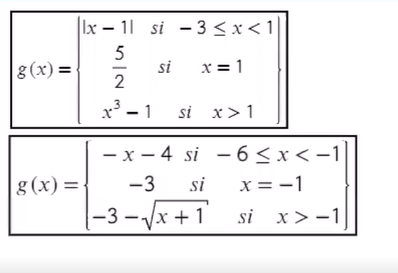 |x – 1| si – 3 ≤ x < 1
g(x) = 5/2 si x = 1
x³ – 1 si x > 1
– x – 4 si – 6 ≤ x < –1
g(x) = –3 si x = –1
–3 –√x + 1 si x > –1